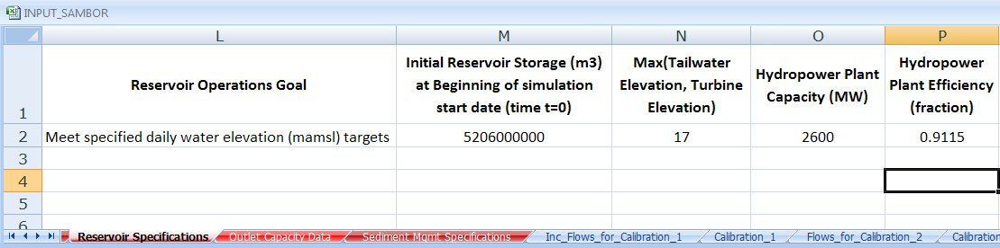 INPUT_SAMBOR
L M N O P
1 Reservoir Operations Goal Initial Reservoir Storage (m3) at Beginning of simulation start date (time t=0) Max(Tailwater Elevation, Turbine Elevation) Hydropower Plant Capacity (MW) Hydropower Plant Efficiency (fraction)
2 Meet specified daily water elevation (mamsl) targets 5206000000 17 2600 0.9115
3
4
5
6
Reservoir Specifications Outlet Capacity Data Sediment Mgmt Specifications Inc_Flows_for_Calibration_1 Calibration_1 Flows_for_Calibration_2 Calibration